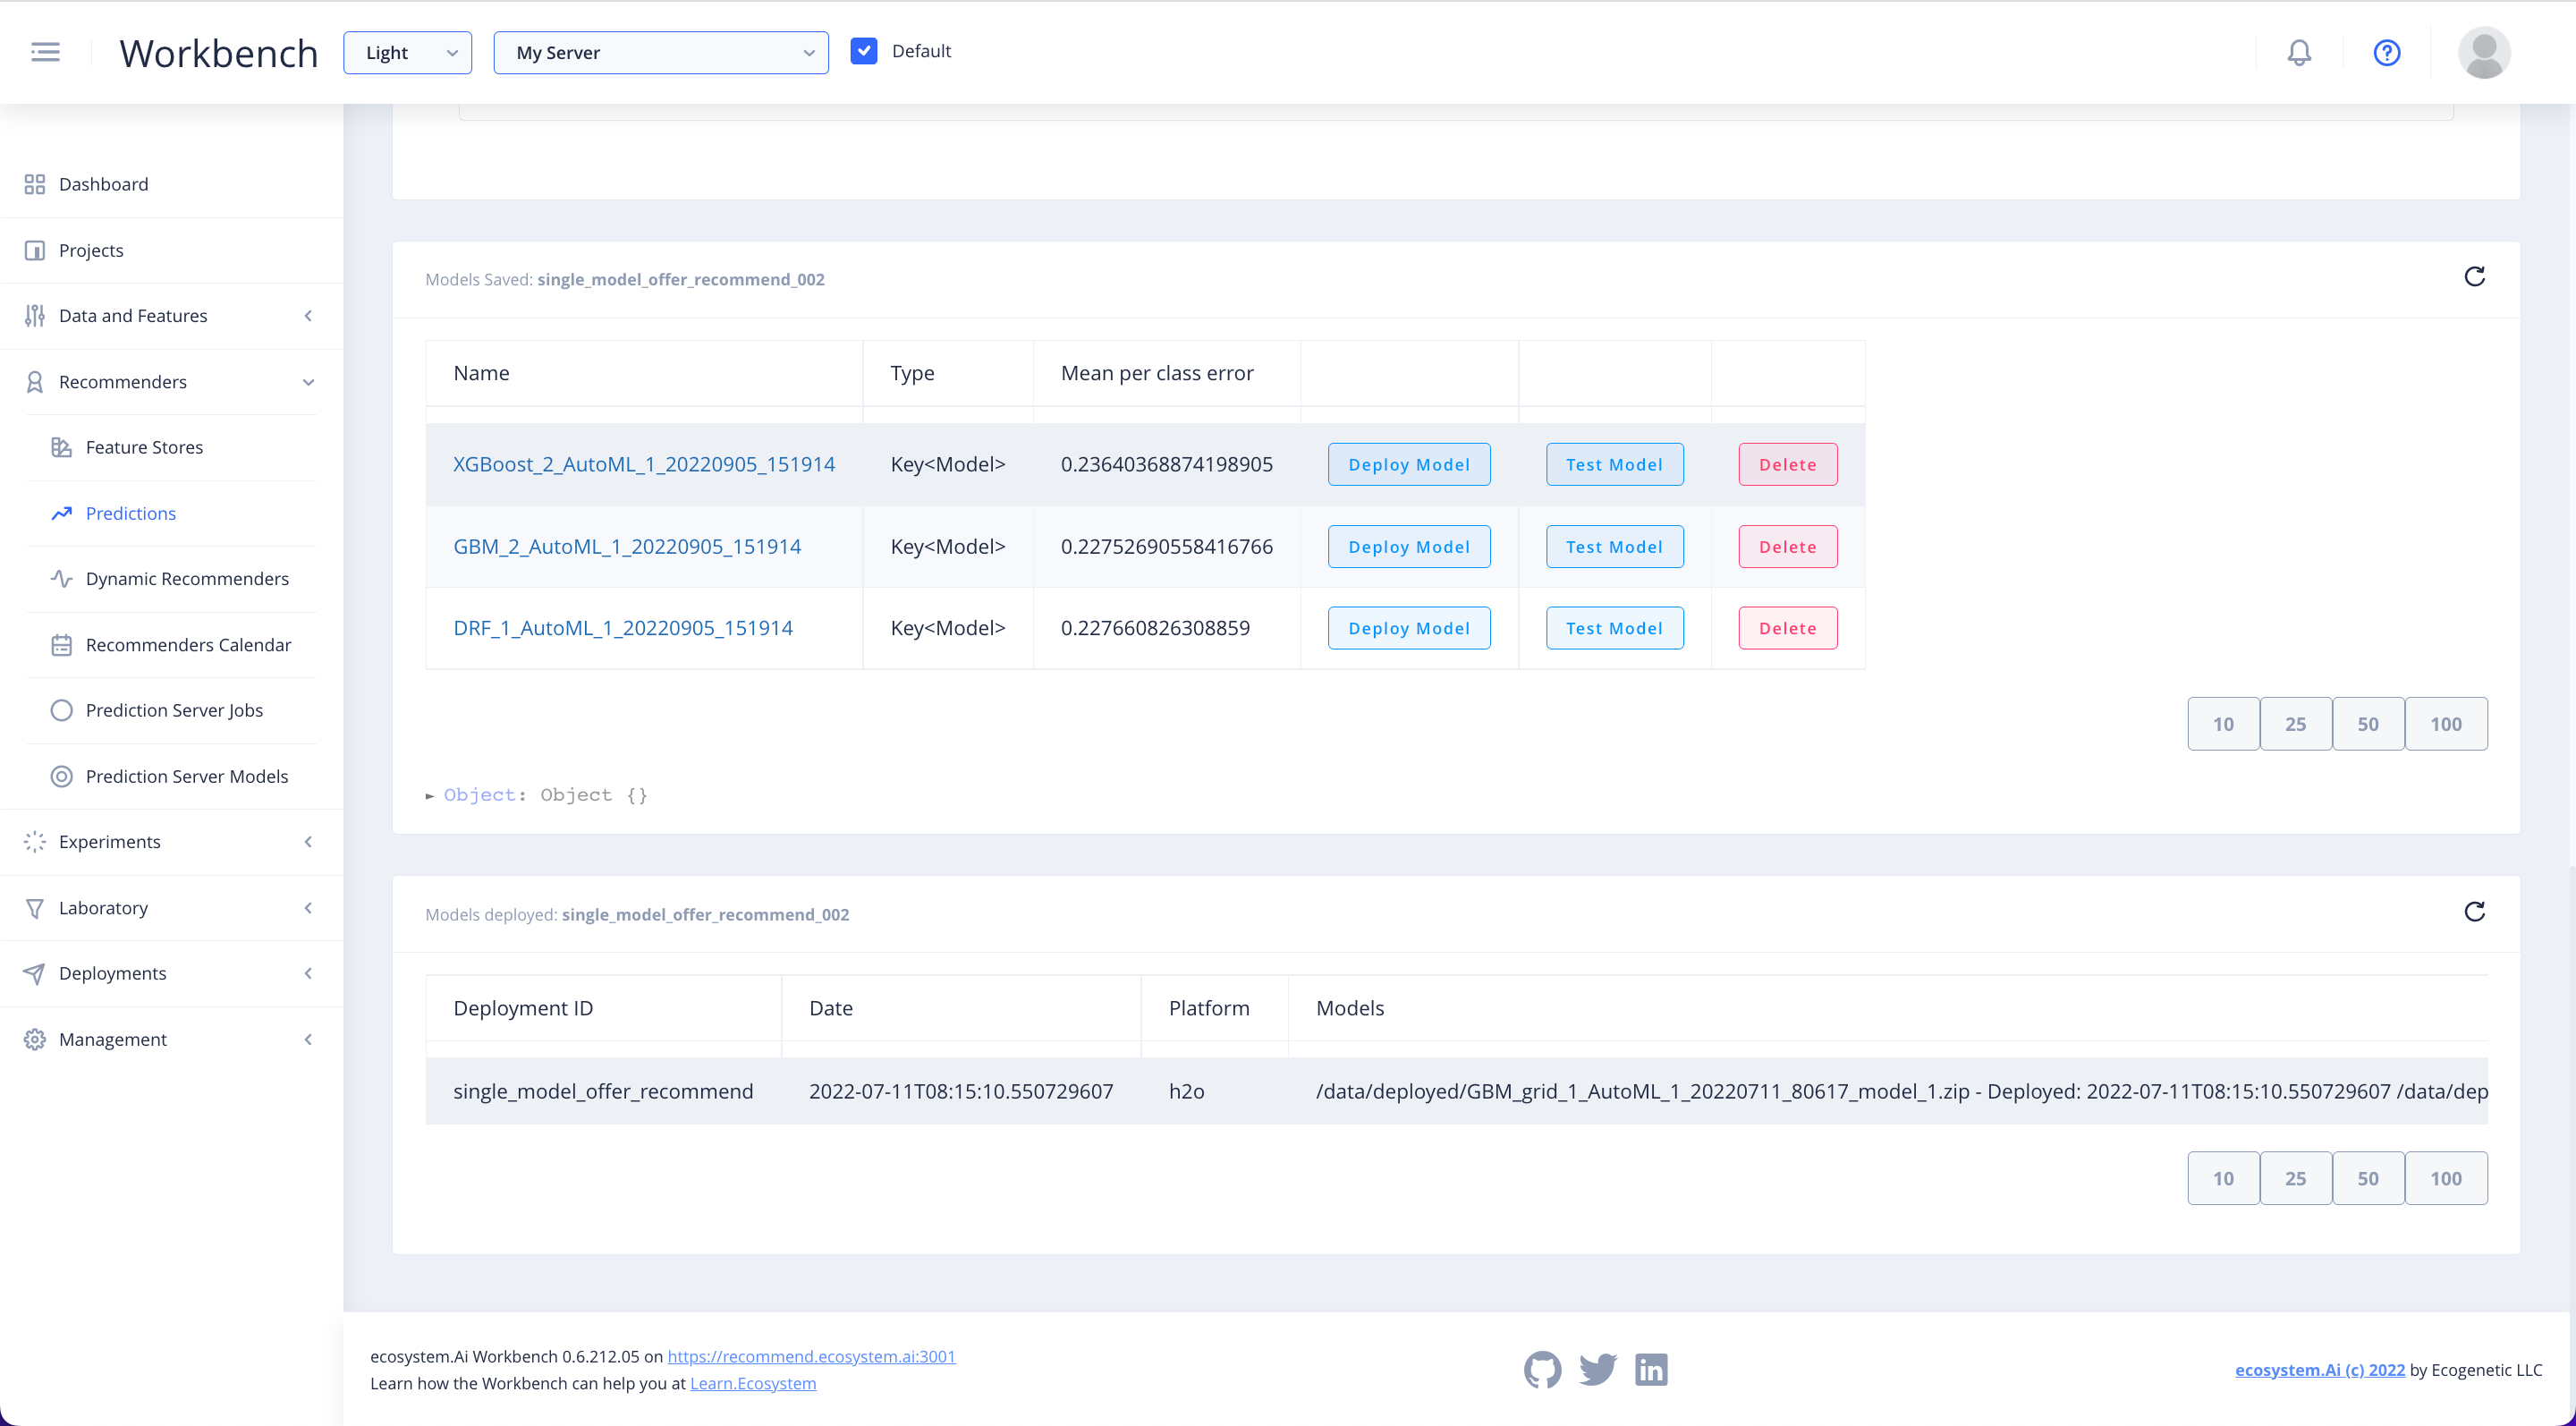 Workbench
Light
My Server
Default
Dashboard
Projects
Data and Features
Recommenders
Feature Stores
Predictions
Dynamic Recommenders
Recommenders Calendar
Prediction Server Jobs
Prediction Server Models
Experiments
Laboratory
Deployments
Management
Models Saved: single_model_offer_recommend_002
Name Type Mean per class error
XGBoost_2_AutoML_1_20220905_151914 Key<Model> 0.23640368874198905 Deploy Model Test Model Delete
GBM_2_AutoML_1_20220905_151914 Key<Model> 0.22752690558416766 Deploy Model Test Model Delete
DRF_1_AutoML_1_20220905_151914 Key<Model> 0.227660826308859 Deploy Model Test Model Delete
10 25 50 100
► Object: Object {}
Models deployed: single_model_offer_recommend_002
Deployment ID Date Platform Models
single_model_offer_recommend 2022-07-11T08:15:10.550729607 h2o /data/deployed/GBM_grid_1_AutoML_1_20220711_80617_model_1.zip - Deployed: 2022-07-11T08:15:10.550729607 /data/dep
10 25 50 100
ecosystem.Ai Workbench 0.6.212.05 on https://recommend.ecosystem.ai:3001
Learn how the Workbench can help you at Learn.Ecosystem
in
ecosystem.Ai (c) 2022 by Ecogenetic LLC